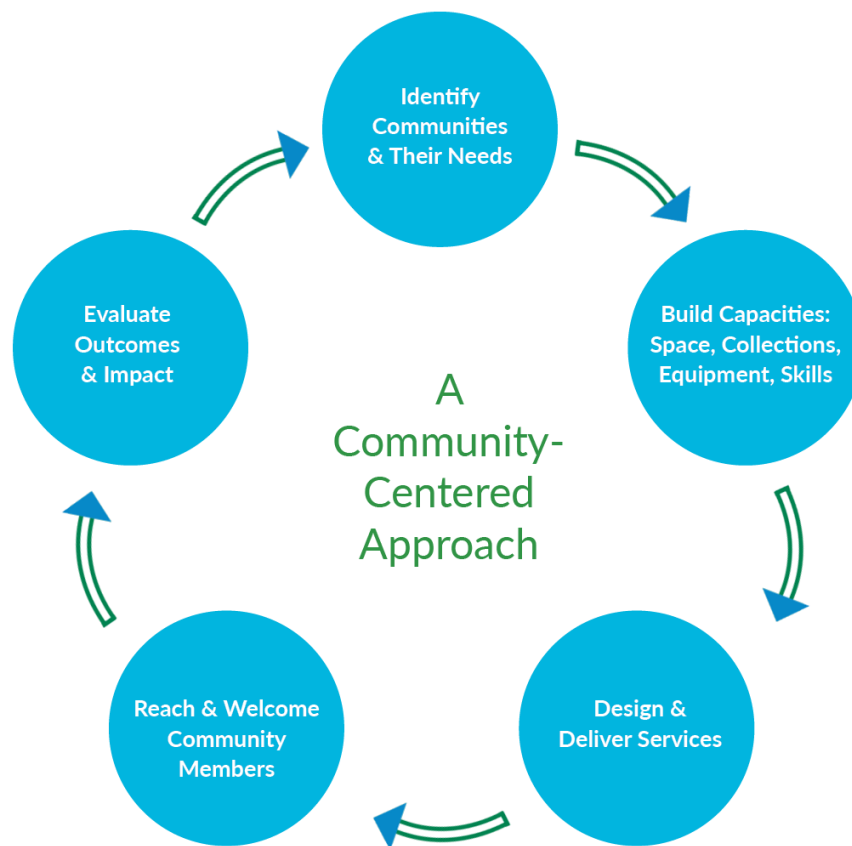 Identify
Communities
& Their Needs
Build Capacities:
Space, Collections,
Equipment, Skills
Design &
Deliver Services
Reach & Welcome
Community
Members
Evaluate
Outcomes
& Impact
A
Community-
Centered
Approach